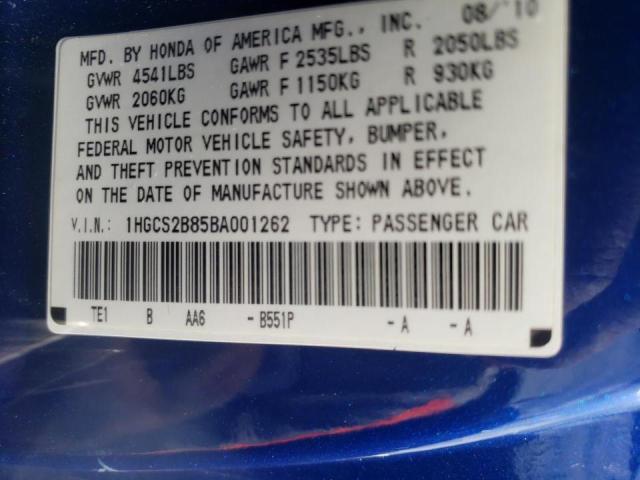 MFD. BY HONDA OF AMERICA MFG., INC. 08/'10
GVWR 4541LBS GAWR F 2535LBS R 2050LBS
GVWR 2060KG GAWR F 1150KG R 930KG
THIS VEHICLE CONFORMS TO ALL APPLICABLE
FEDERAL MOTOR VEHICLE SAFETY, BUMPER,
AND THEFT PREVENTION STANDARDS IN EFFECT
ON THE DATE OF MANUFACTURE SHOWN ABOVE.
V.I.N.: 1HGCS2B85BA001262 TYPE: PASSENGER CAR
TE1 B AA6 - B551P - A - A